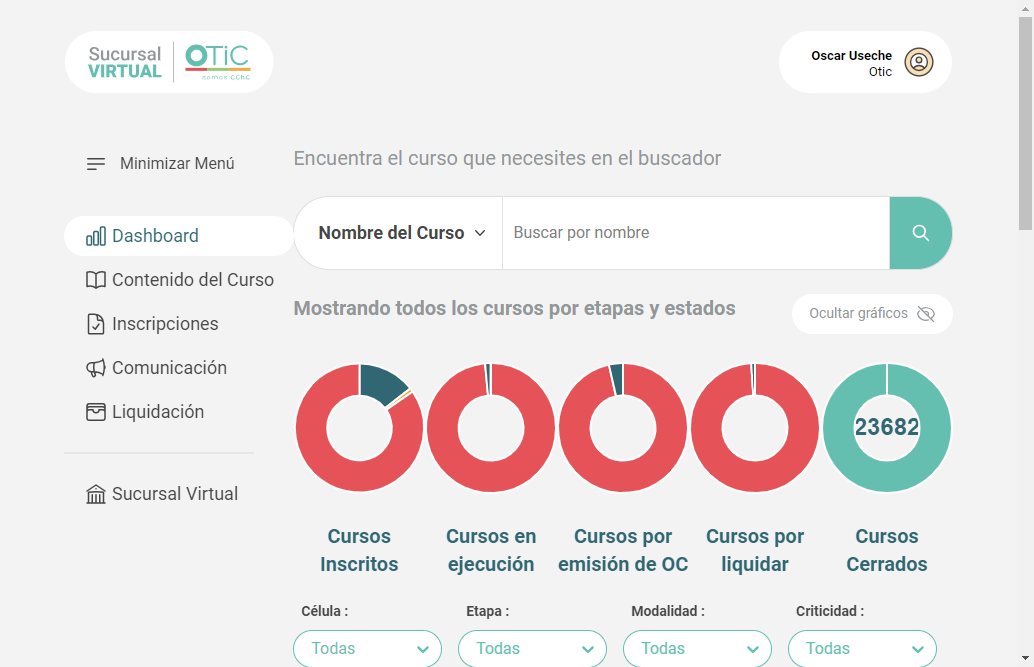 Sucursal
VIRTUAL
OTiC
somos CChC
Oscar Useche
Otic
Minimizar Menú
Dashboard
Contenido del Curso
Inscripciones
Comunicación
Liquidación
Sucursal Virtual
Encuentra el curso que necesites en el buscador
Nombre del Curso
Buscar por nombre
Mostrando todos los cursos por etapas y estados
Ocultar gráficos
23682
Cursos
Inscritos
Cursos en
ejecución
Cursos por
emisión de OC
Cursos por
liquidar
Cursos
Cerrados
Célula :
Etapa :
Modalidad :
Criticidad :
Todas
Todas
Todas
Todas